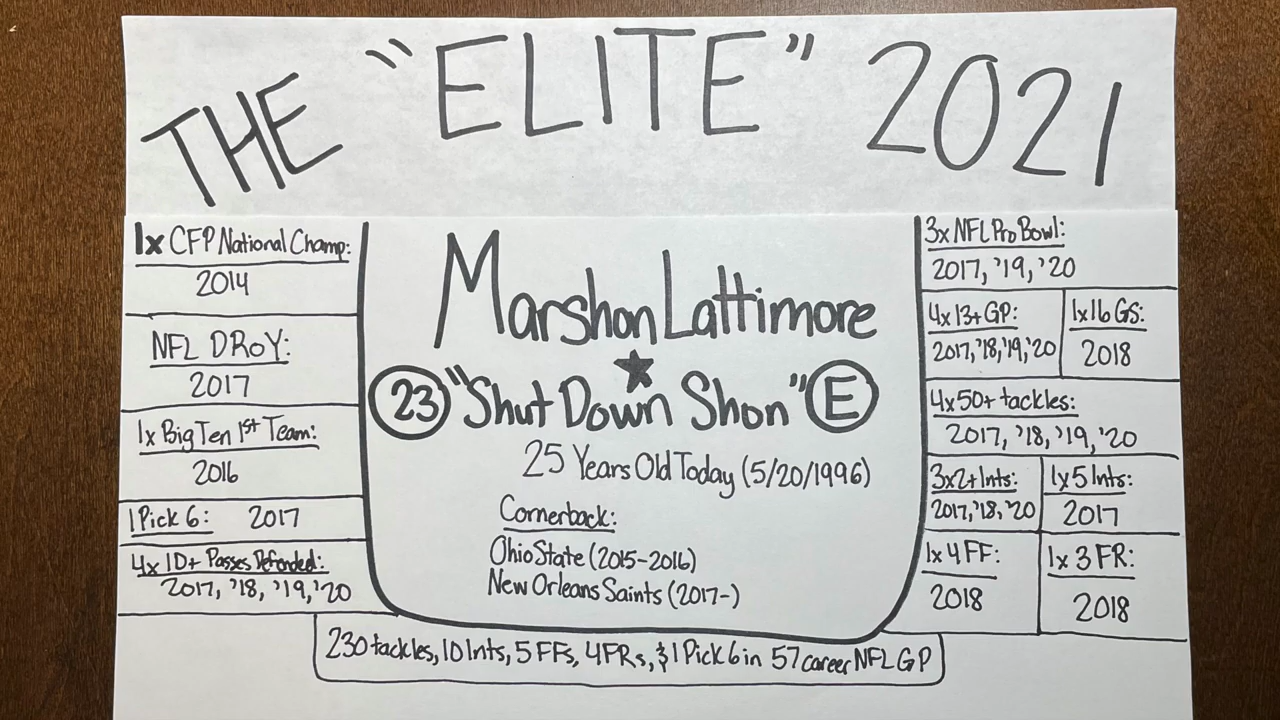 THE "ELITE" 2021
1x CFP National Champ:
2014
NFL DRoY:
2017
1x Big Ten 1st Team:
2016
1 Pick 6: 2017
4x 10+ Passes Defended:
2017, '18, '19, '20
Marshon Lattimore
23 "Shut Down Shon" E
25 Years Old Today (5/20/1996)
Cornerback:
Ohio State (2015-2016)
New Orleans Saints (2017-)
3x NFL Pro Bowl:
2017, '19, '20
4x 13+ GP:
2017, '18, '19, '20
1x 16 GS:
2018
4x 50+ tackles:
2017, '18, '19, '20
3x 2+ Ints:
2017, '18, '20
1x 5 Ints:
2017
1x 4 FF:
2018
1x 3 FR:
2018
230 tackles, 10 Ints, 5 FFs, 4 FRs, & 1 Pick 6 in 57 career NFL GP